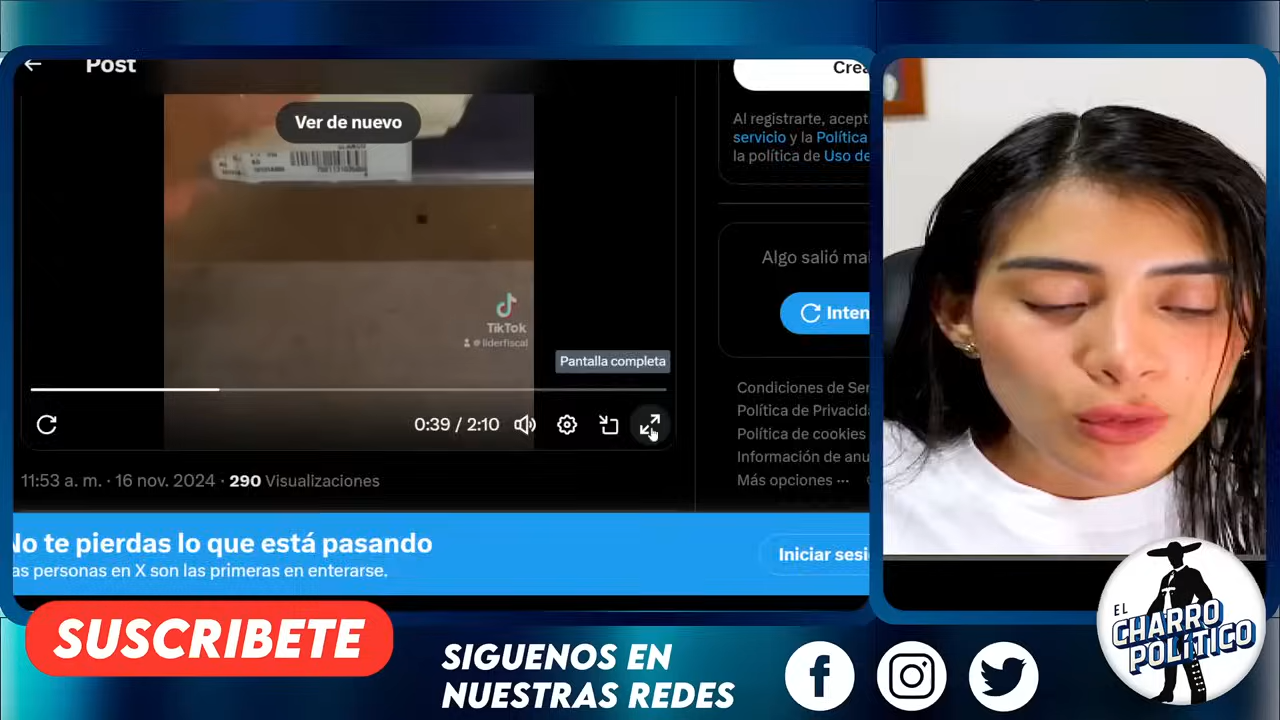 Post
Ver de nuevo
TikTok
@ liderfiscal
Pantalla completa
0:39 / 2:10
11:53 a. m. · 16 nov. 2024 · 290 Visualizaciones
Crea
Al registrarte, acept
servicio y la Política
la política de Uso de
Algo salió mal
Inten
Condiciones de Ser
Política de Privacida
Política de cookies
Información de anu
Más opciones ···
No te pierdas lo que está pasando
as personas en X son las primeras en enterarse.
Iniciar sesi
SUSCRIBETE
SIGUENOS EN
NUESTRAS REDES
EL
CHARRO
POLÍTICO